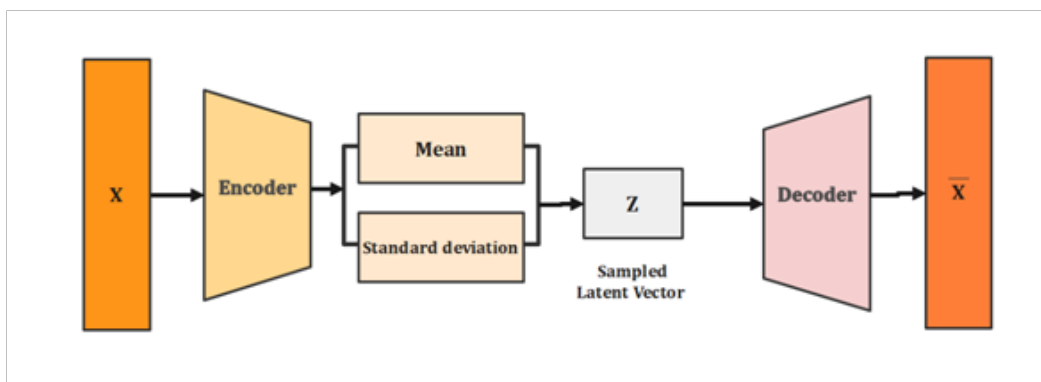 X
Encoder
Mean
Standard deviation
Z
Sampled
Latent Vector
Decoder
X̅